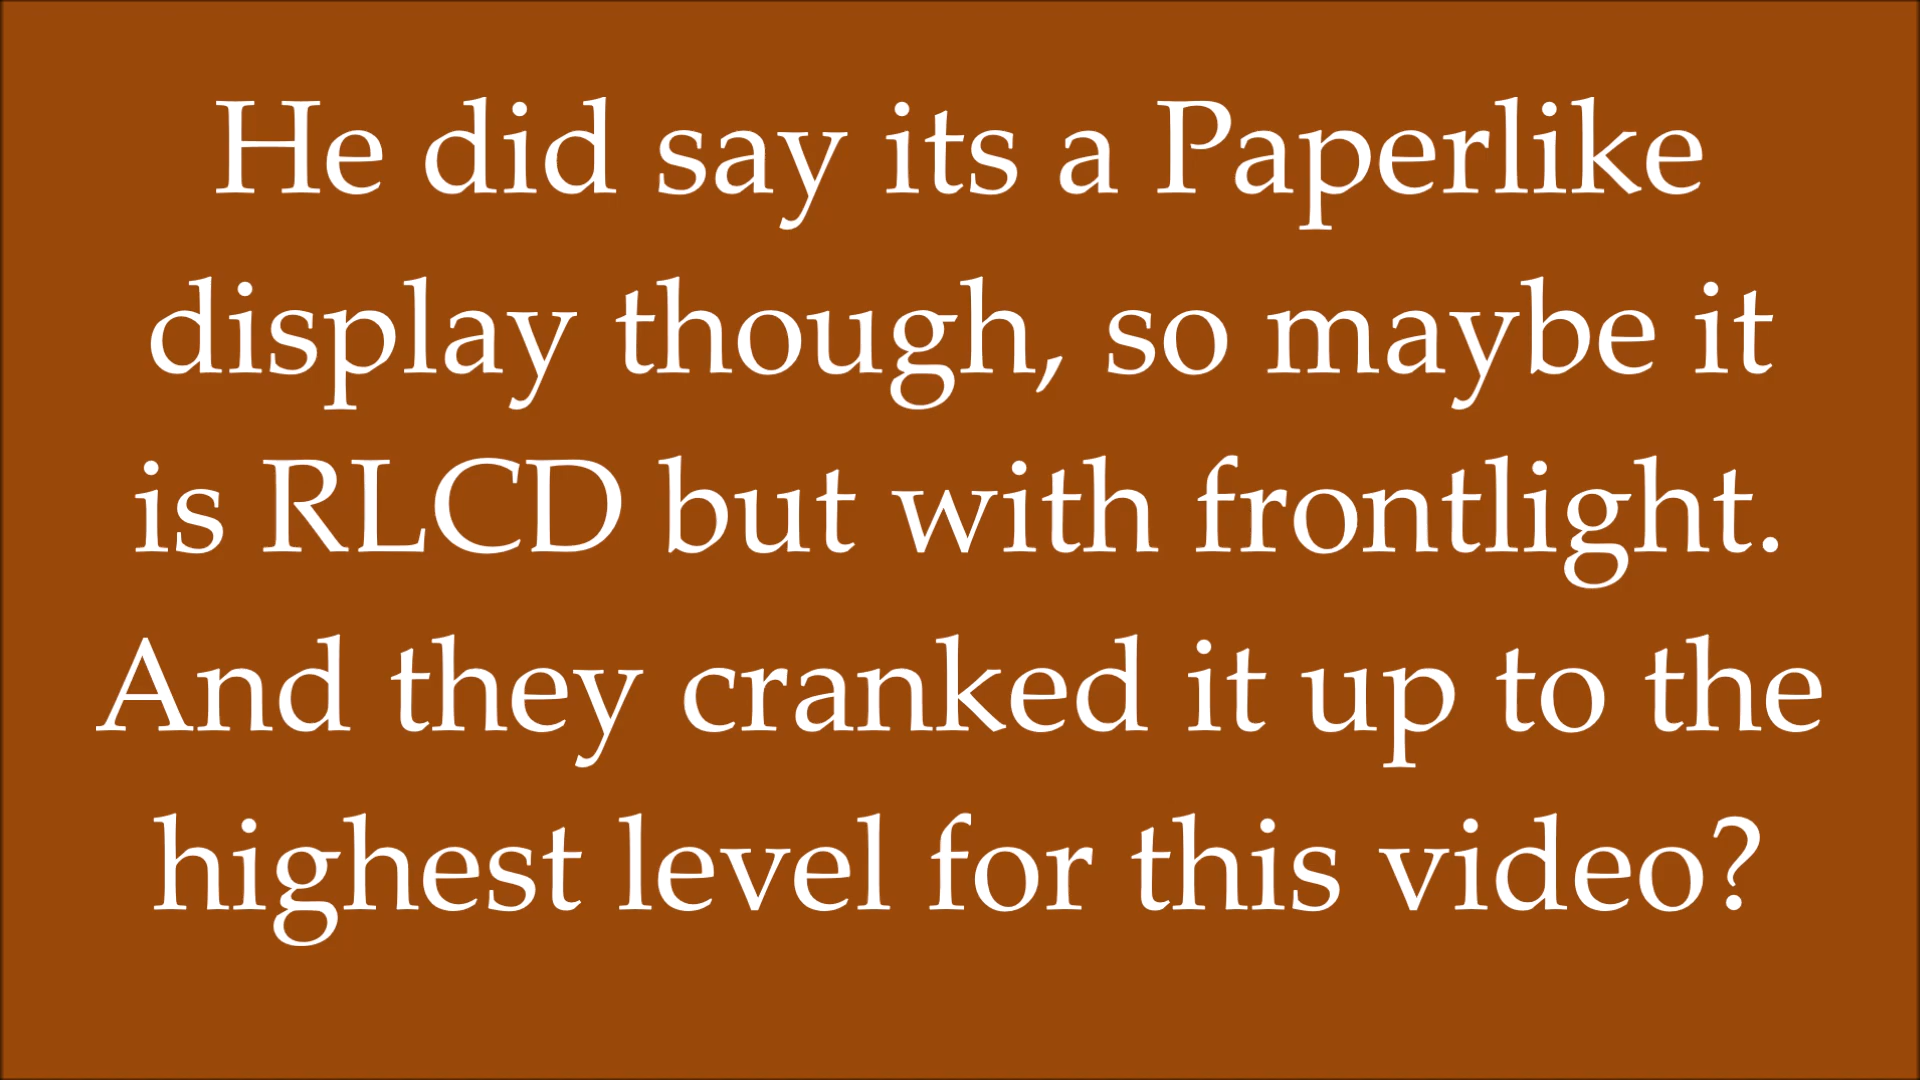 He did say its a Paperlike
display though, so maybe it
is RLCD but with frontlight.
And they cranked it up to the
highest level for this video?